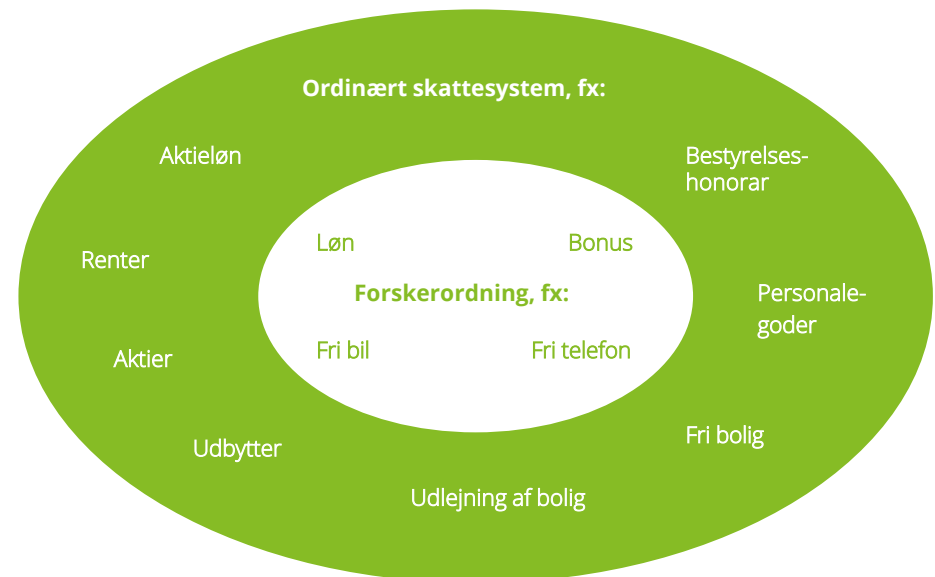 Ordinært skattesystem, fx:
Aktieløn
Bestyrelses-
honorar
Renter
Løn
Bonus
Forskerordning, fx:
Personale-
goder
Aktier
Fri bil
Fri telefon
Udbytter
Fri bolig
Udlejning af bolig